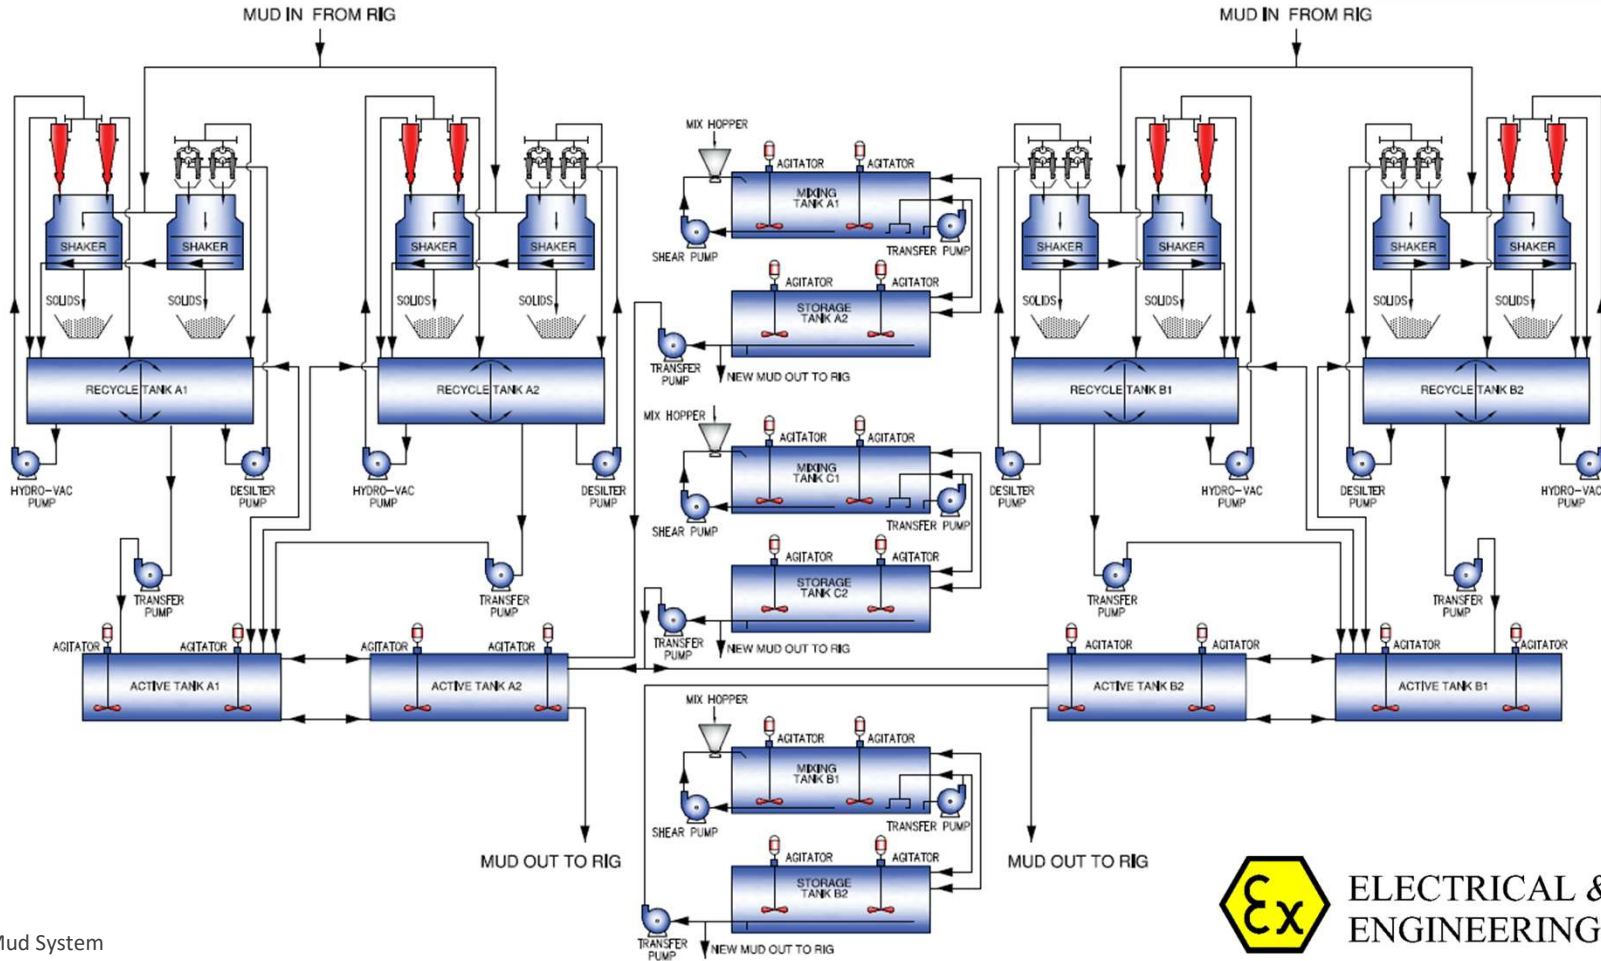 MUD IN FROM RIG
MUD IN FROM RIG
MIX HOPPER
AGITATOR
AGITATOR
MIXING
TANK A1
SHEAR PUMP
TRANSFER
PUMP
SHAKER
SHAKER
SHAKER
SHAKER
SHAKER
SHAKER
SHAKER
SHAKER
SOLIDS
SOLIDS
SOLIDS
SOLIDS
SOLIDS
SOLIDS
SOLIDS
SOLIDS
AGITATOR
AGITATOR
STORAGE
TANK A2
TRANSFER
PUMP
NEW MUD OUT TO RIG
RECYCLE TANK A1
RECYCLE TANK A2
RECYCLE TANK B1
RECYCLE TANK B2
MIX HOPPER
AGITATOR
AGITATOR
MIXING
TANK C1
SHEAR PUMP
TRANSFER PUMP
HYDRO-VAC
PUMP
DESILTER
PUMP
HYDRO-VAC
PUMP
DESILTER
PUMP
DESILTER
PUMP
HYDRO-VAC
PUMP
DESILTER
PUMP
HYDRO-VAC
PUMP
AGITATOR
AGITATOR
STORAGE
TANK C2
TRANSFER
PUMP
NEW MUD OUT TO RIG
TRANSFER
PUMP
TRANSFER
PUMP
TRANSFER
PUMP
TRANSFER
PUMP
AGITATOR
AGITATOR
AGITATOR
AGITATOR
AGITATOR
AGITATOR
AGITATOR
AGITATOR
ACTIVE TANK A1
ACTIVE TANK A2
ACTIVE TANK B2
ACTIVE TANK B1
MIX HOPPER
AGITATOR
AGITATOR
MIXING
TANK B1
SHEAR PUMP
TRANSFER PUMP
MUD OUT TO RIG
MUD OUT TO RIG
AGITATOR
AGITATOR
STORAGE
TANK B2
TRANSFER
PUMP
NEW MUD OUT TO RIG
Mud System
Ex
ELECTRICAL &
ENGINEERING